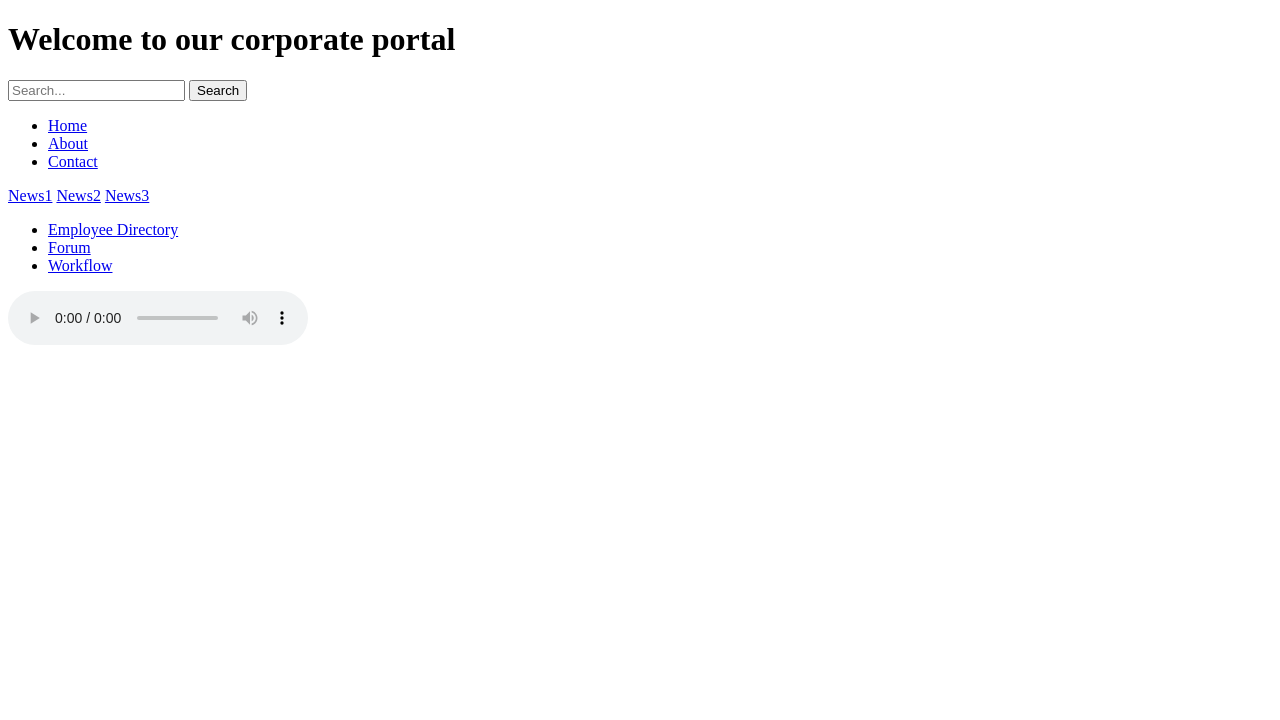 Welcome to our corporate portal
Search... Search
Home
About
Contact
News1 News2 News3
Employee Directory
Forum
Workflow
0:00 / 0:00